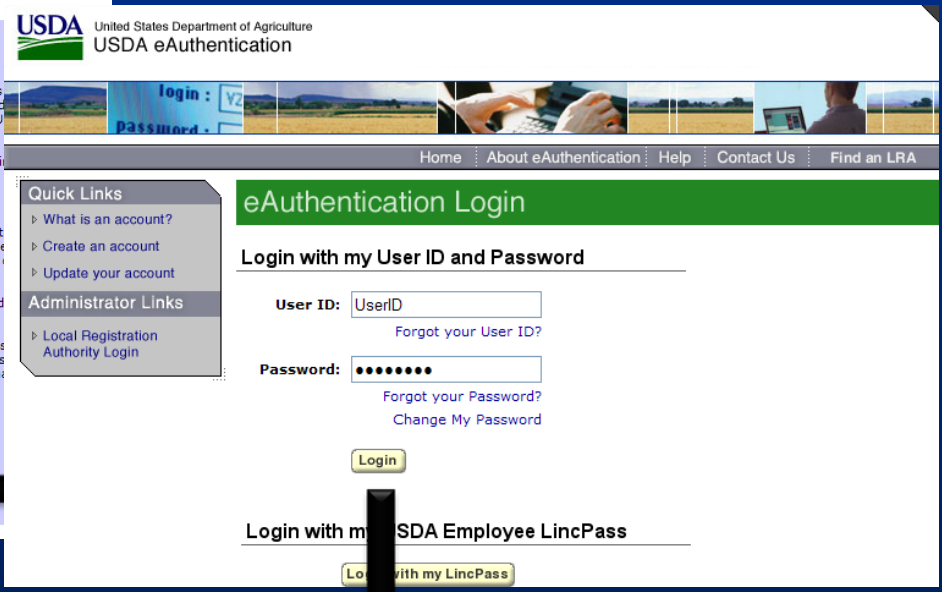 USDA United States Department of Agriculture
USDA eAuthentication
login :
password :
Home About eAuthentication Help Contact Us Find an LRA
Quick Links
What is an account?
Create an account
Update your account
Administrator Links
Local Registration
Authority Login
eAuthentication Login
Login with my User ID and Password
User ID: UserID
Forgot your User ID?
Password: ••••••••
Forgot your Password?
Change My Password
Login
Login with my USDA Employee LincPass
Login with my LincPass